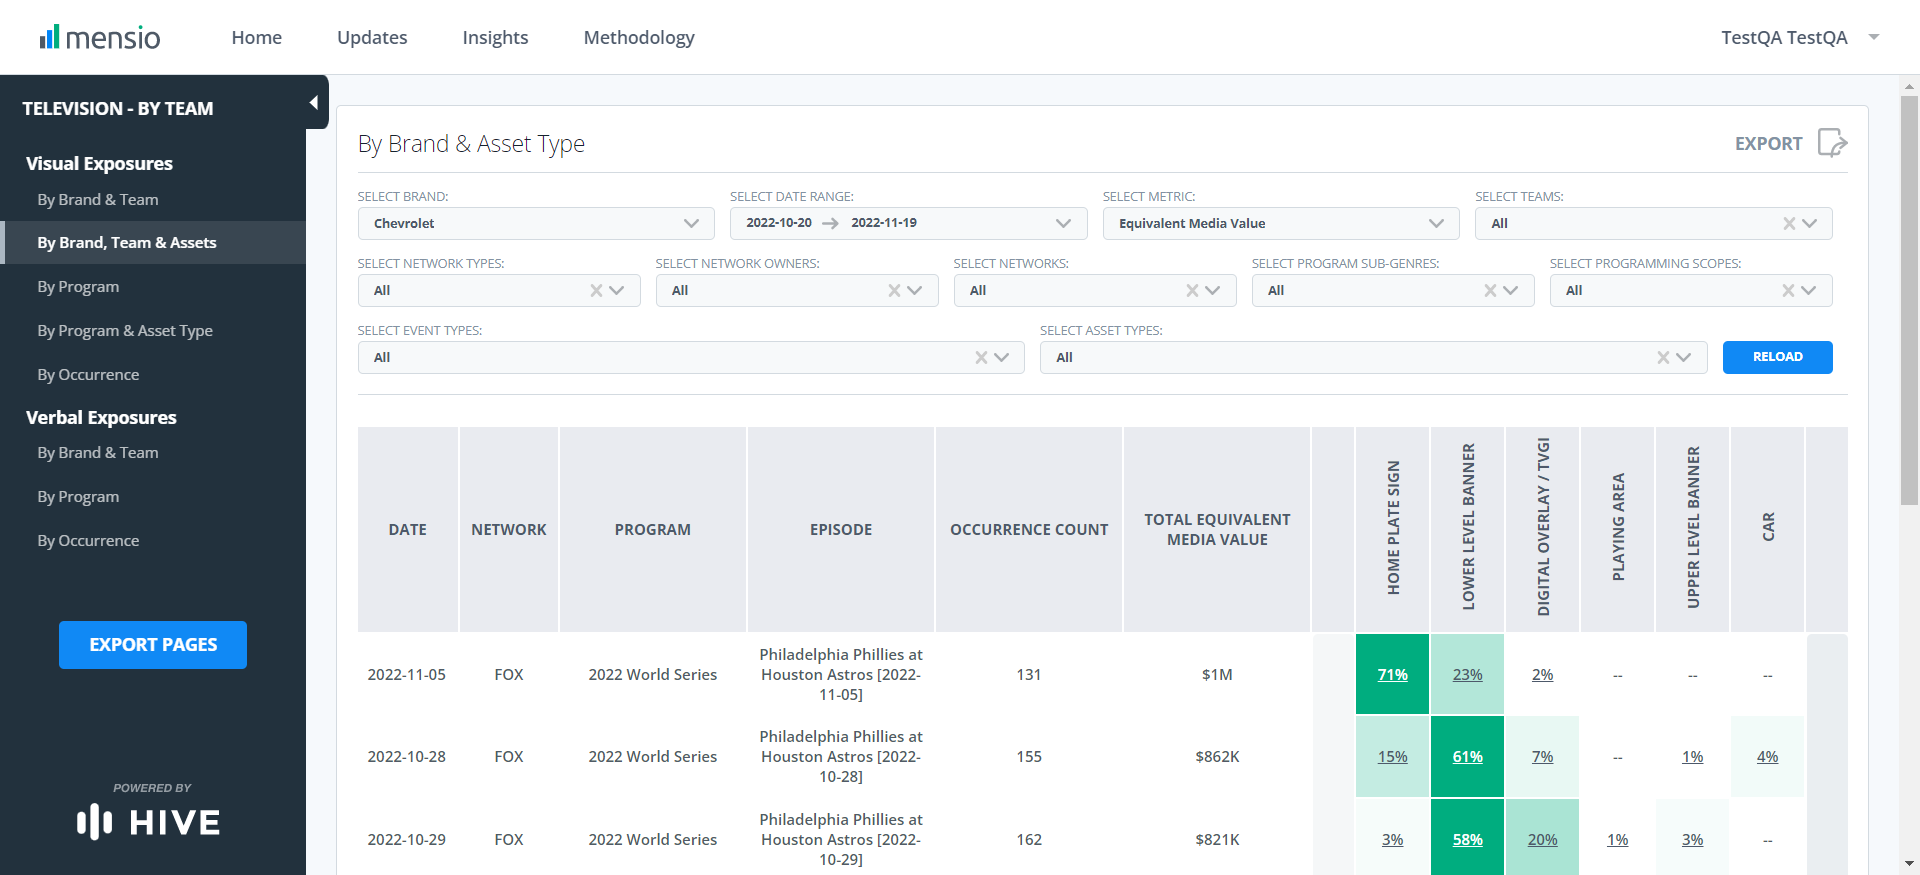 mensio
Home
Updates
Insights
Methodology
TestQA TestQA
TELEVISION - BY TEAM
Visual Exposures
By Brand & Team
By Brand, Team & Assets
By Program
By Program & Asset Type
By Occurrence
Verbal Exposures
By Brand & Team
By Program
By Occurrence
EXPORT PAGES
POWERED BY
HIVE
By Brand & Asset Type
EXPORT
SELECT BRAND:
Chevrolet
SELECT DATE RANGE:
2022-10-20 → 2022-11-19
SELECT METRIC:
Equivalent Media Value
SELECT TEAMS:
All
SELECT NETWORK TYPES:
All
SELECT NETWORK OWNERS:
All
SELECT NETWORKS:
All
SELECT PROGRAM SUB-GENRES:
All
SELECT PROGRAMMING SCOPES:
All
SELECT EVENT TYPES:
All
SELECT ASSET TYPES:
All
RELOAD
DATE
NETWORK
PROGRAM
EPISODE
OCCURRENCE COUNT
TOTAL EQUIVALENT
MEDIA VALUE
HOME PLATE SIGN
LOWER LEVEL BANNER
DIGITAL OVERLAY / TVGI
PLAYING AREA
UPPER LEVEL BANNER
CAR
2022-11-05
FOX
2022 World Series
Philadelphia Phillies at
Houston Astros [2022-
11-05]
131
$1M
71%
23%
2%
--
--
--
2022-10-28
FOX
2022 World Series
Philadelphia Phillies at
Houston Astros [2022-
10-28]
155
$862K
15%
61%
7%
--
1%
4%
2022-10-29
FOX
2022 World Series
Philadelphia Phillies at
Houston Astros [2022-
10-29]
162
$821K
3%
58%
20%
1%
3%
--